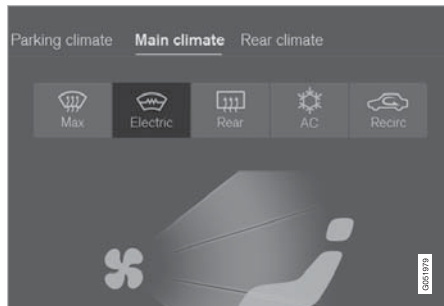 Parking climate Main climate Rear climate
Max Electric Rear AC Recirc
G051979